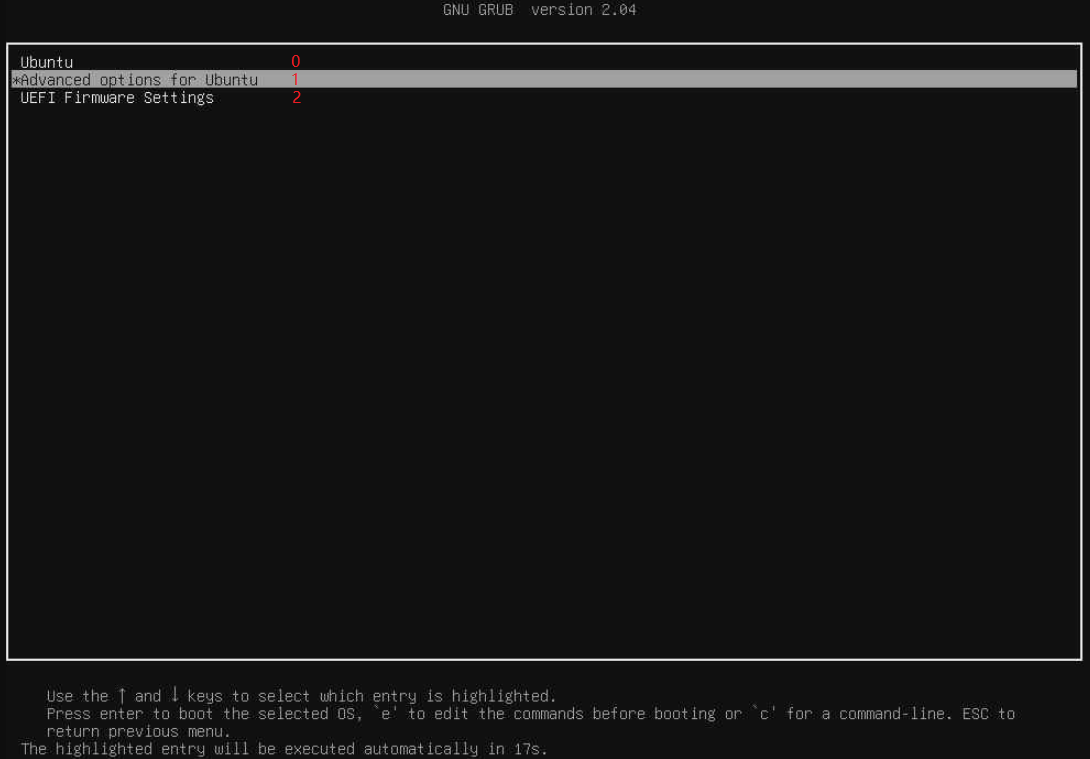 GNU GRUB  version 2.04
Ubuntu 0
*Advanced options for Ubuntu 1
UEFI Firmware Settings 2
Use the ↑ and ↓ keys to select which entry is highlighted.
Press enter to boot the selected OS, `e' to edit the commands before booting or `c' for a command-line. ESC to
return previous menu.
The highlighted entry will be executed automatically in 17s.